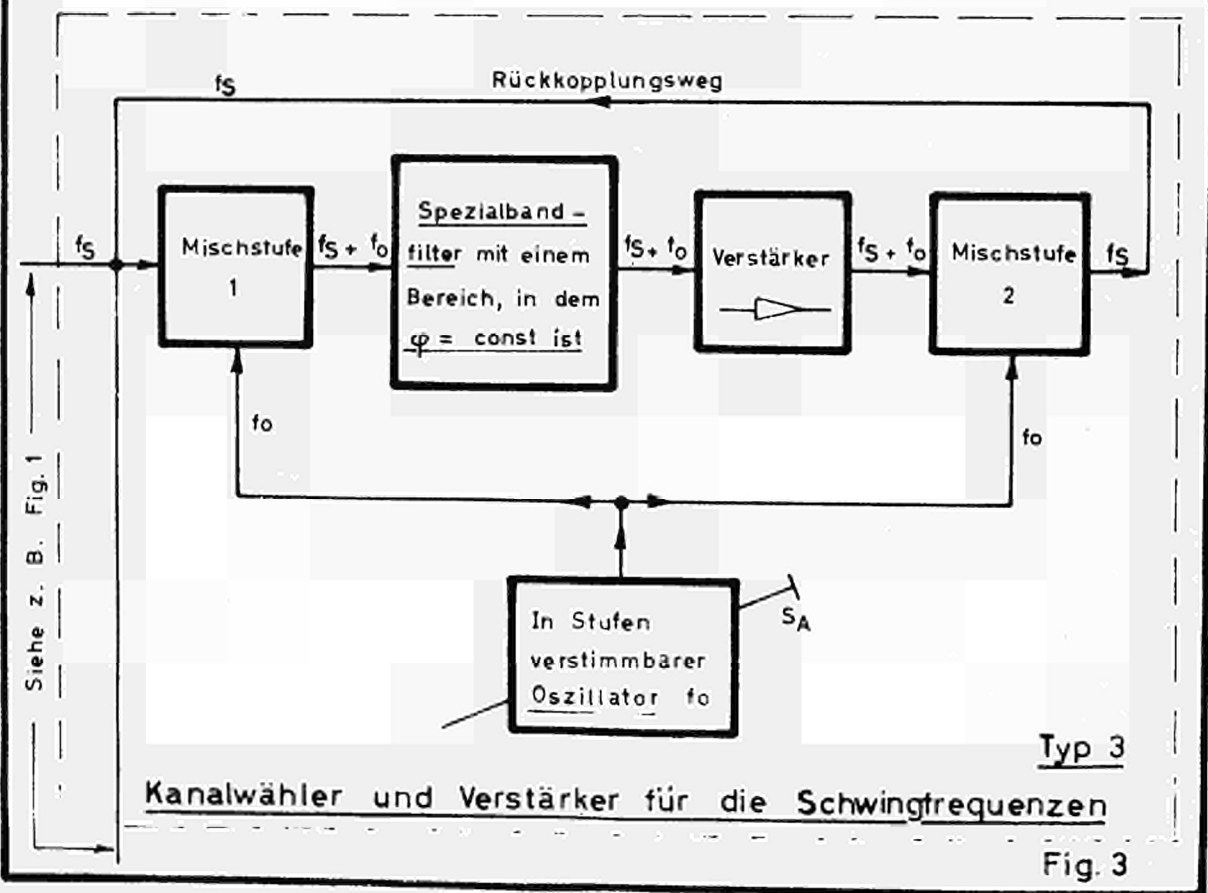 fS
Rückkopplungsweg
fS
Mischstufe
1
fS + fo
Spezialband -
filter mit einem
Bereich, in dem
φ = const ist
fS + fo
Verstärker
fS + fo
Mischstufe
2
fS
fo
fo
Siehe z. B. Fig. 1
In Stufen
verstimmbarer
Oszillator fo
SA
Typ 3
Kanalwähler und Verstärker für die Schwingfrequenzen
Fig. 3